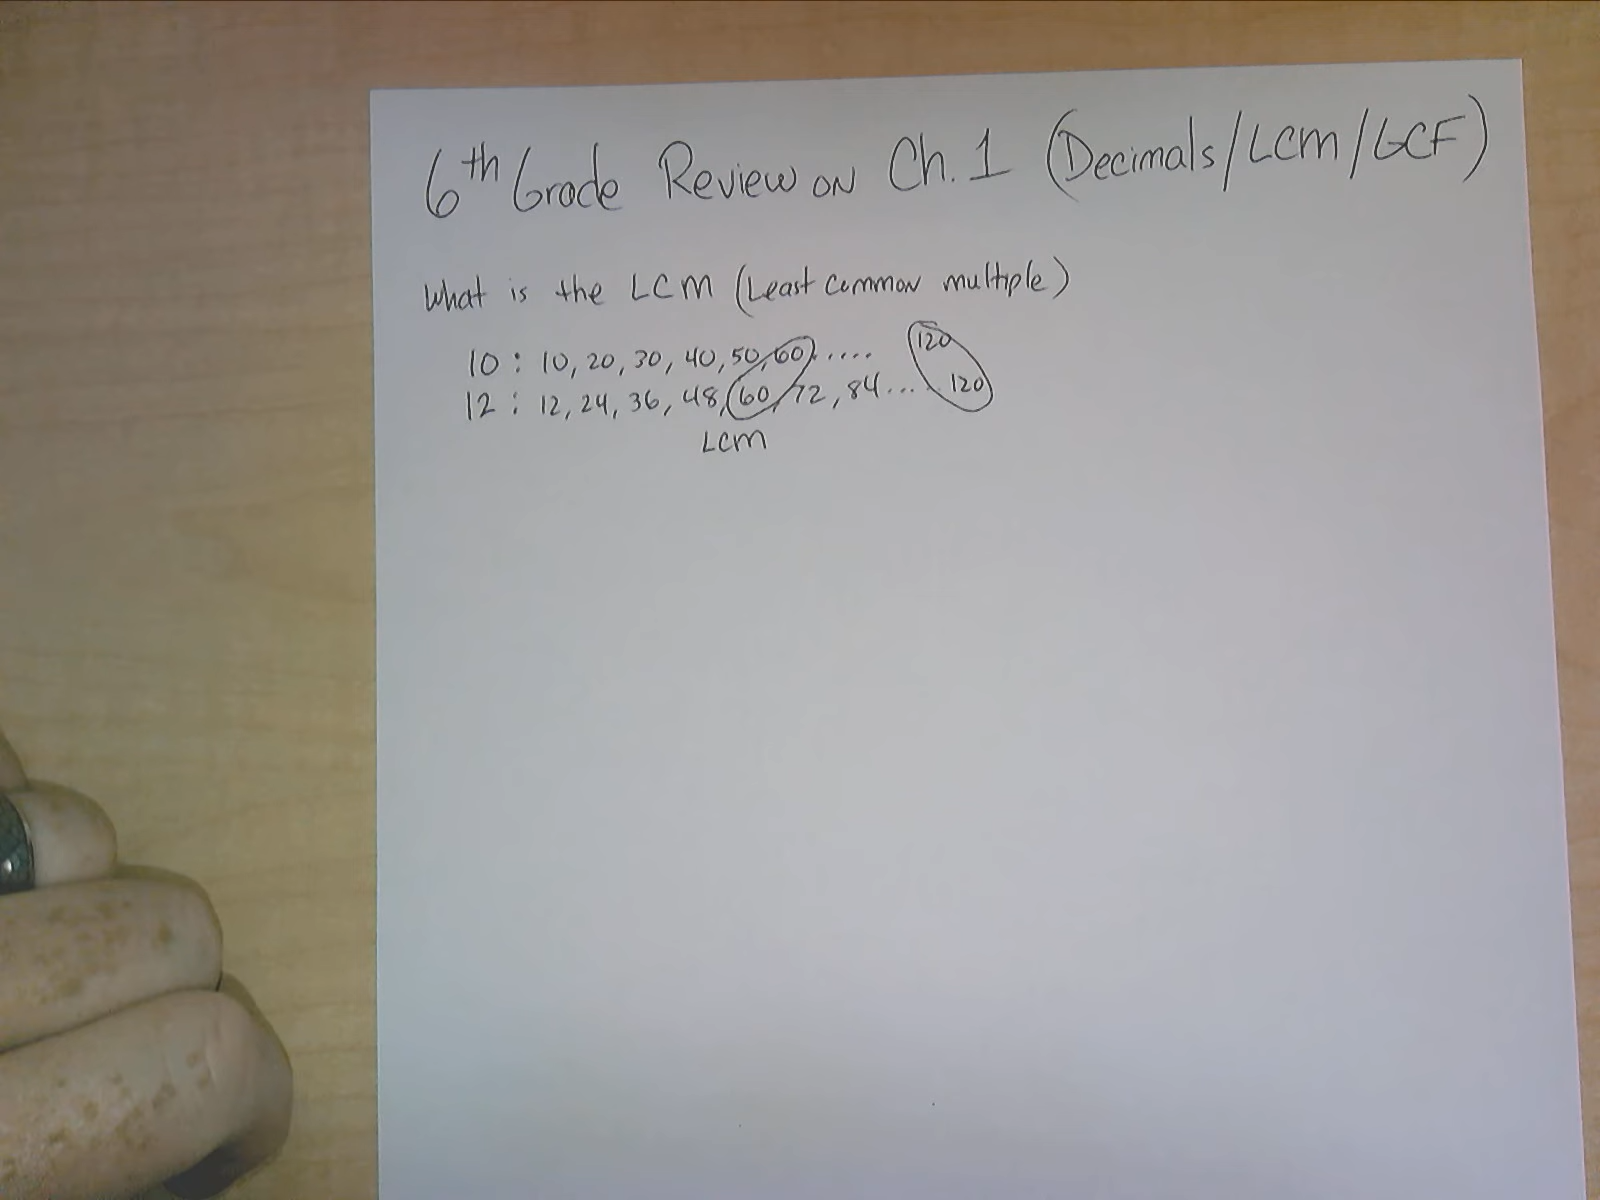 6th Grade Review on Ch. 1 (Decimals/LCM/GCF)
What is the LCM (Least common multiple)
10 : 10, 20, 30, 40, 50, 60, .... 120
12 : 12, 24, 36, 48, 60, 72, 84... 120
LCM